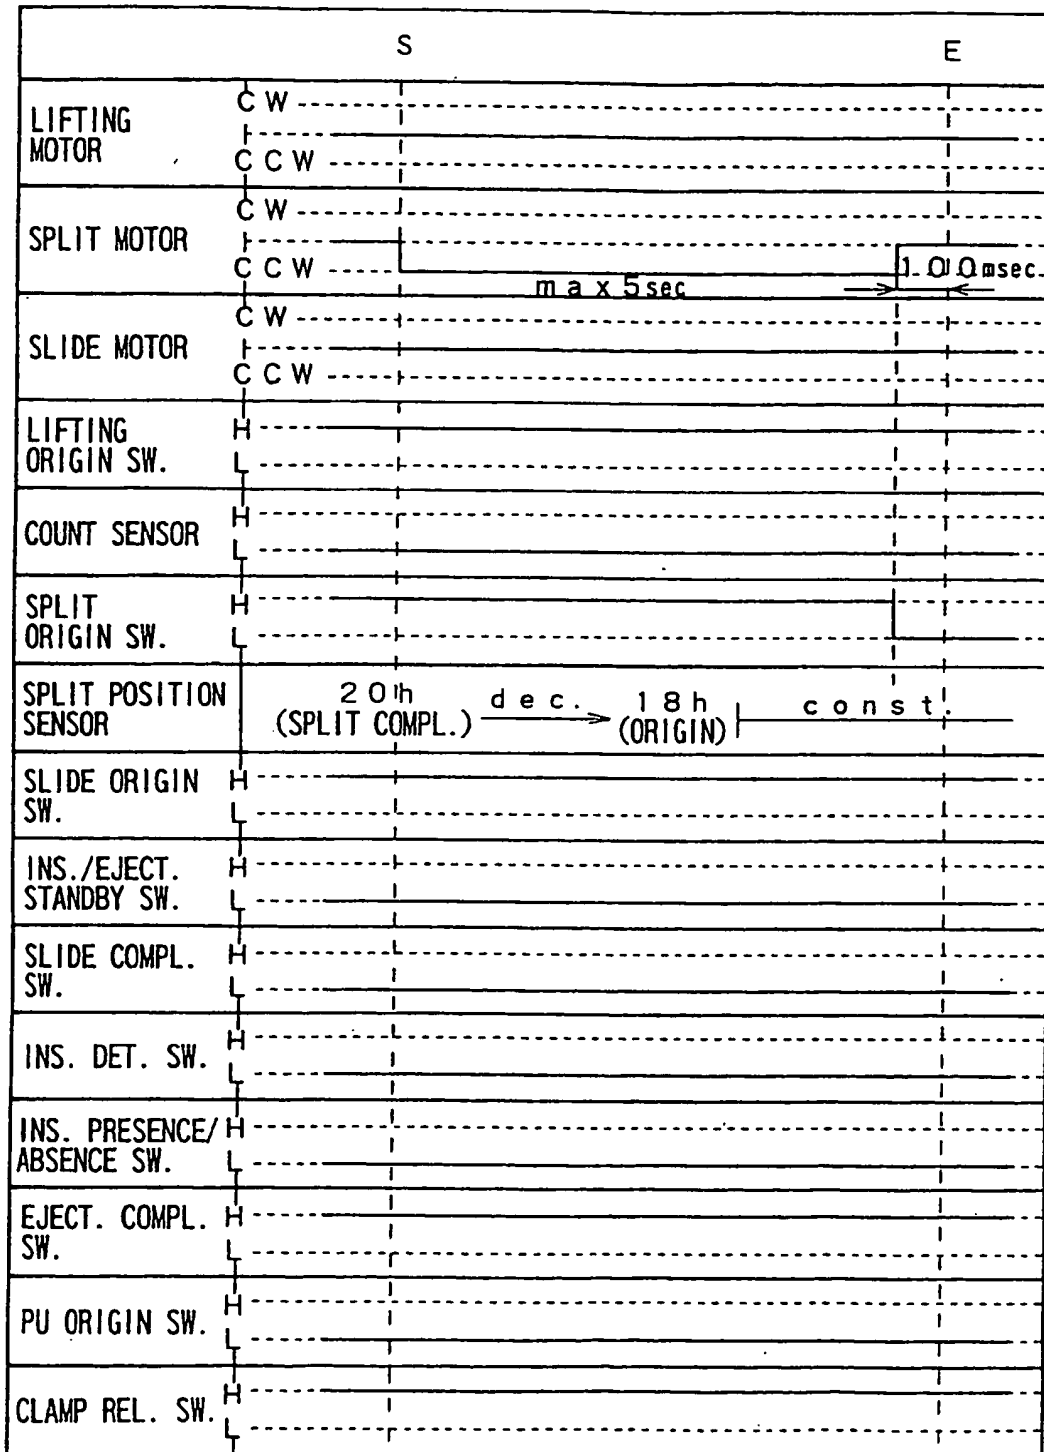 S E
LIFTING
MOTOR
CW
CCW
SPLIT MOTOR
CW
CCW
max 5sec
100msec
SLIDE MOTOR
CW
CCW
LIFTING
ORIGIN SW.
H
L
COUNT SENSOR
H
L
SPLIT
ORIGIN SW.
H
L
SPLIT POSITION
SENSOR
20h
(SPLIT COMPL.)
dec.
18h
(ORIGIN)
const.
SLIDE ORIGIN
SW.
H
L
INS./EJECT.
STANDBY SW.
H
L
SLIDE COMPL.
SW.
H
L
INS. DET. SW.
H
L
INS. PRESENCE/
ABSENCE SW.
H
L
EJECT. COMPL.
SW.
H
L
PU ORIGIN SW.
H
L
CLAMP REL. SW.
H
L